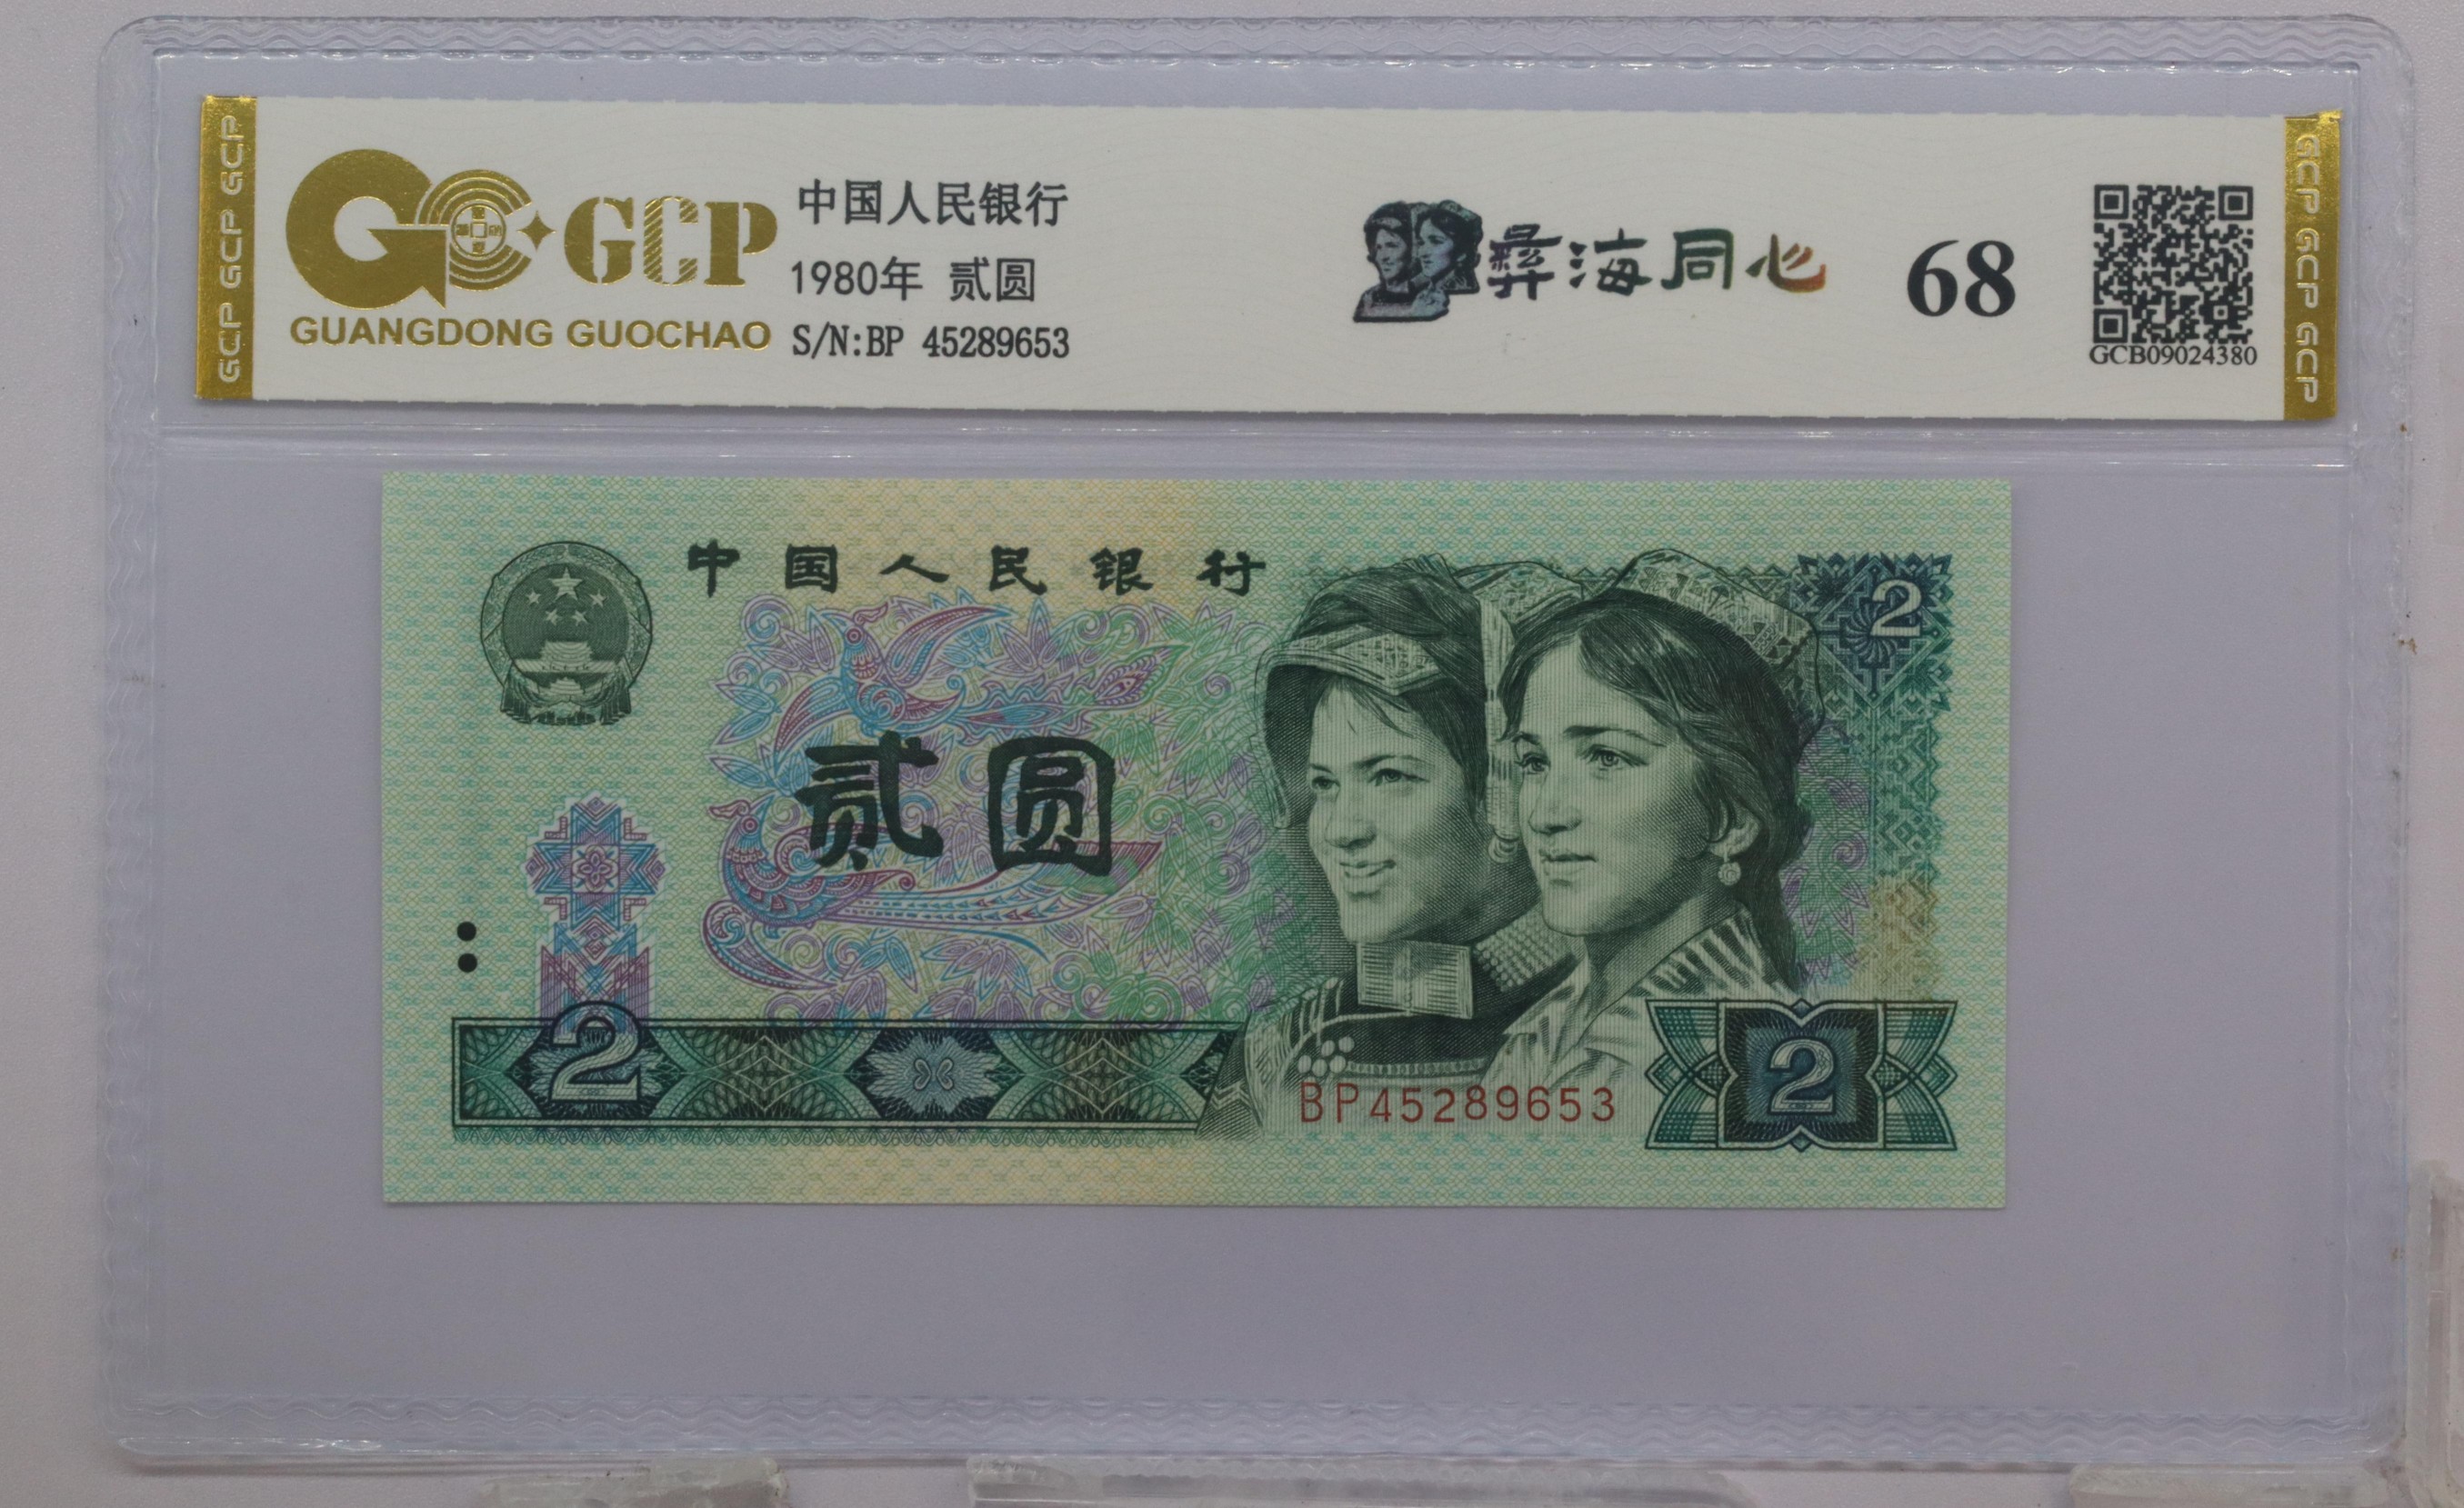 GCP GCP GCP
GCP
GUANGDONG GUOCHAO
中国人民银行
1980年 贰圆
S/N:BP 45289653
彝海同心
68
GCB09024380
GCP GCP GCP
中国人民银行
2
贰圆
2
BP45289653
2